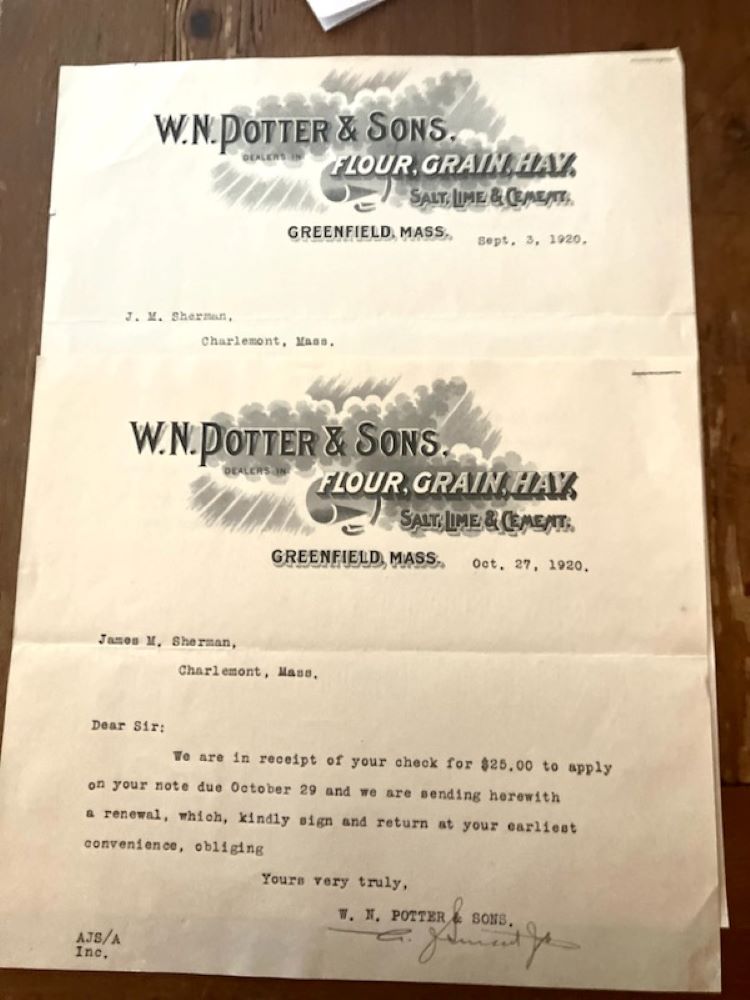 W.N. POTTER & SONS.
DEALERS IN
FLOUR, GRAIN, HAY,
SALT, LIME & CEMENT.
GREENFIELD, MASS.
Sept. 3, 1920.
J. M. Sherman,
Charlemont, Mass.
W.N. POTTER & SONS.
DEALERS IN
FLOUR, GRAIN, HAY,
SALT, LIME & CEMENT.
GREENFIELD, MASS.
Oct. 27, 1920.
James M. Sherman,
Charlemont, Mass.
Dear Sir:
We are in receipt of your check for $25.00 to apply
on your note due October 29 and we are sending herewith
a renewal, which, kindly sign and return at your earliest
convenience, obliging
Yours very truly,
W. N. POTTER & SONS.
AJS/A
Inc.